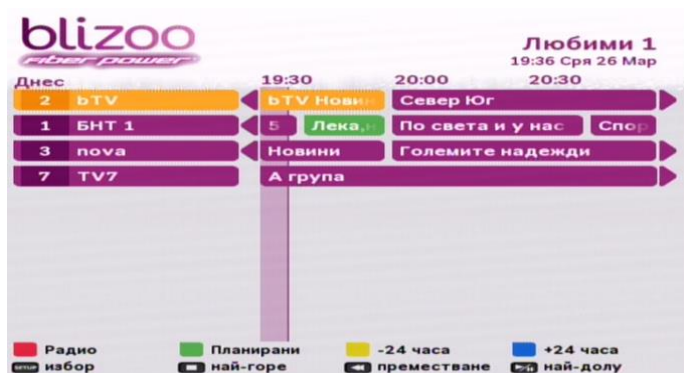 blizoo
Fiber power
Любими 1
19:36 Сря 26 Мар
Днес 19:30 20:00 20:30
2 bTV bTV Нови Север Юг
1 БНТ 1 5 Лека, По света и у нас Спор
3 nova Новини Големите надежди
7 TV7 А група
Радио Планирани -24 часа +24 часа
SETUP избор най-горе преместване най-долу